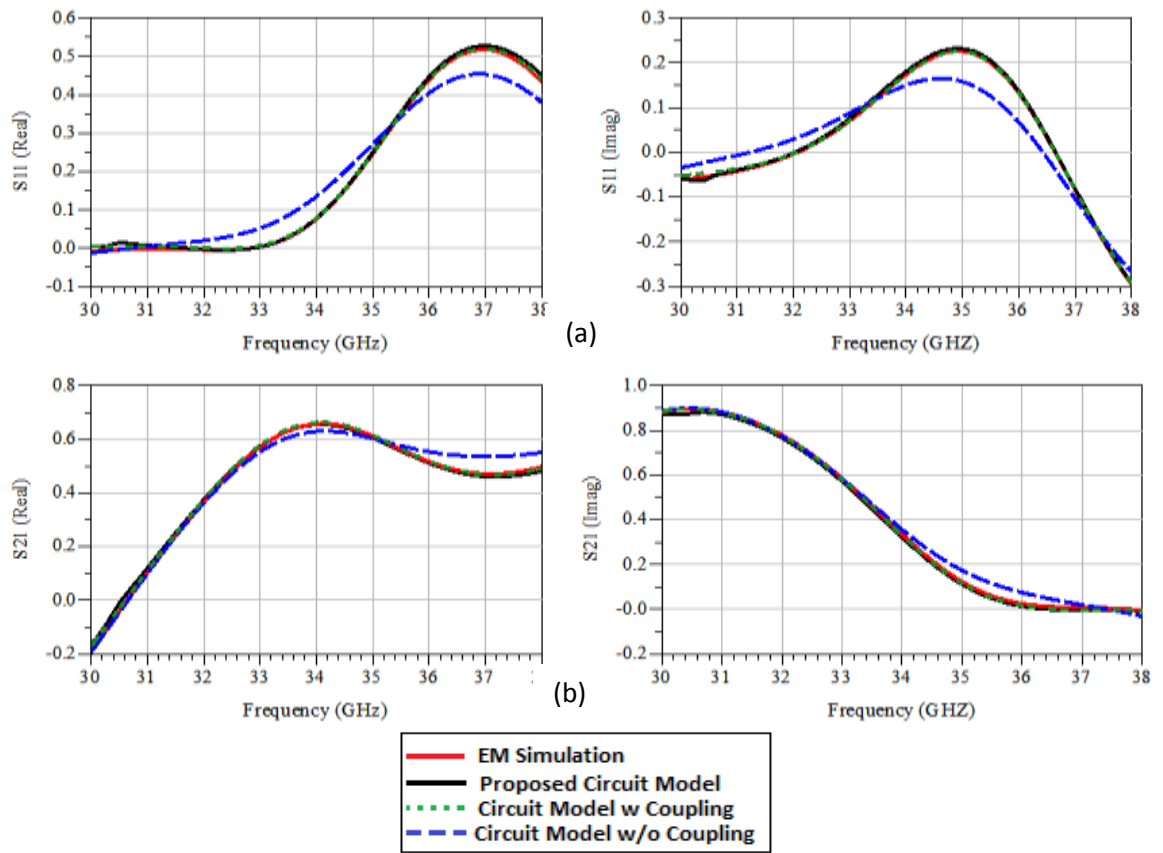 0.6
0.5
0.4
0.3
0.2
0.1
0.0
-0.1
S11 (Real)
30 31 32 33 34 35 36 37
Frequency (GHz)
0.3
0.2
0.1
0.0
-0.1
-0.2
-0.3
S11 (Imag)
30 31 32 33 34 35 36 37 38
Frequency (GHZ)
(a)
0.8
0.6
0.4
0.2
0.0
-0.2
S21 (Real)
30 31 32 33 34 35 36 37
Frequency (GHz)
1.0
0.8
0.6
0.4
0.2
-0.0
-0.2
S21 (Imag)
30 31 32 33 34 35 36 37 38
Frequency (GHZ)
(b)
EM Simulation
Proposed Circuit Model
Circuit Model w Coupling
Circuit Model w/o Coupling